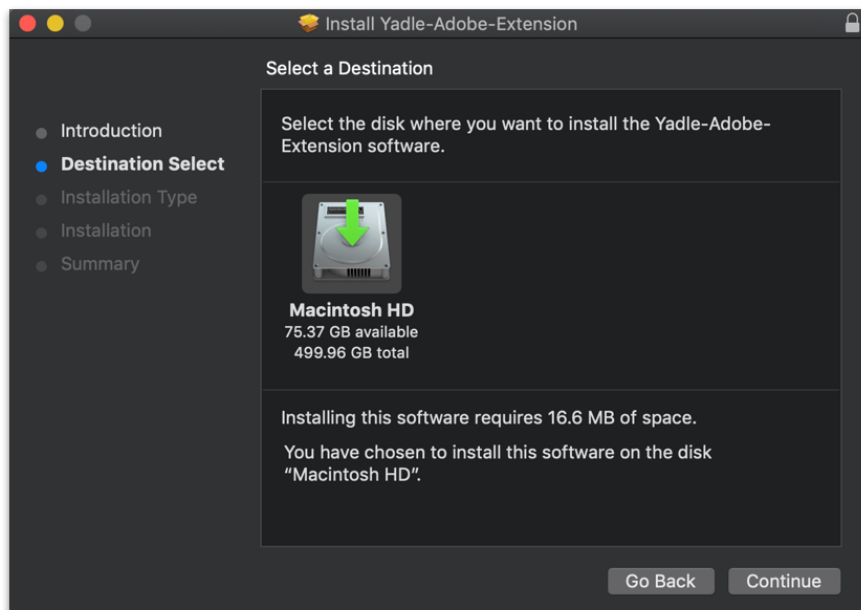 Install Yadle-Adobe-Extension
Select a Destination
Introduction
Destination Select
Installation Type
Installation
Summary
Select the disk where you want to install the Yadle-Adobe-
Extension software.
Macintosh HD
75.37 GB available
499.96 GB total
Installing this software requires 16.6 MB of space.
You have chosen to install this software on the disk
“Macintosh HD”.
Go Back
Continue